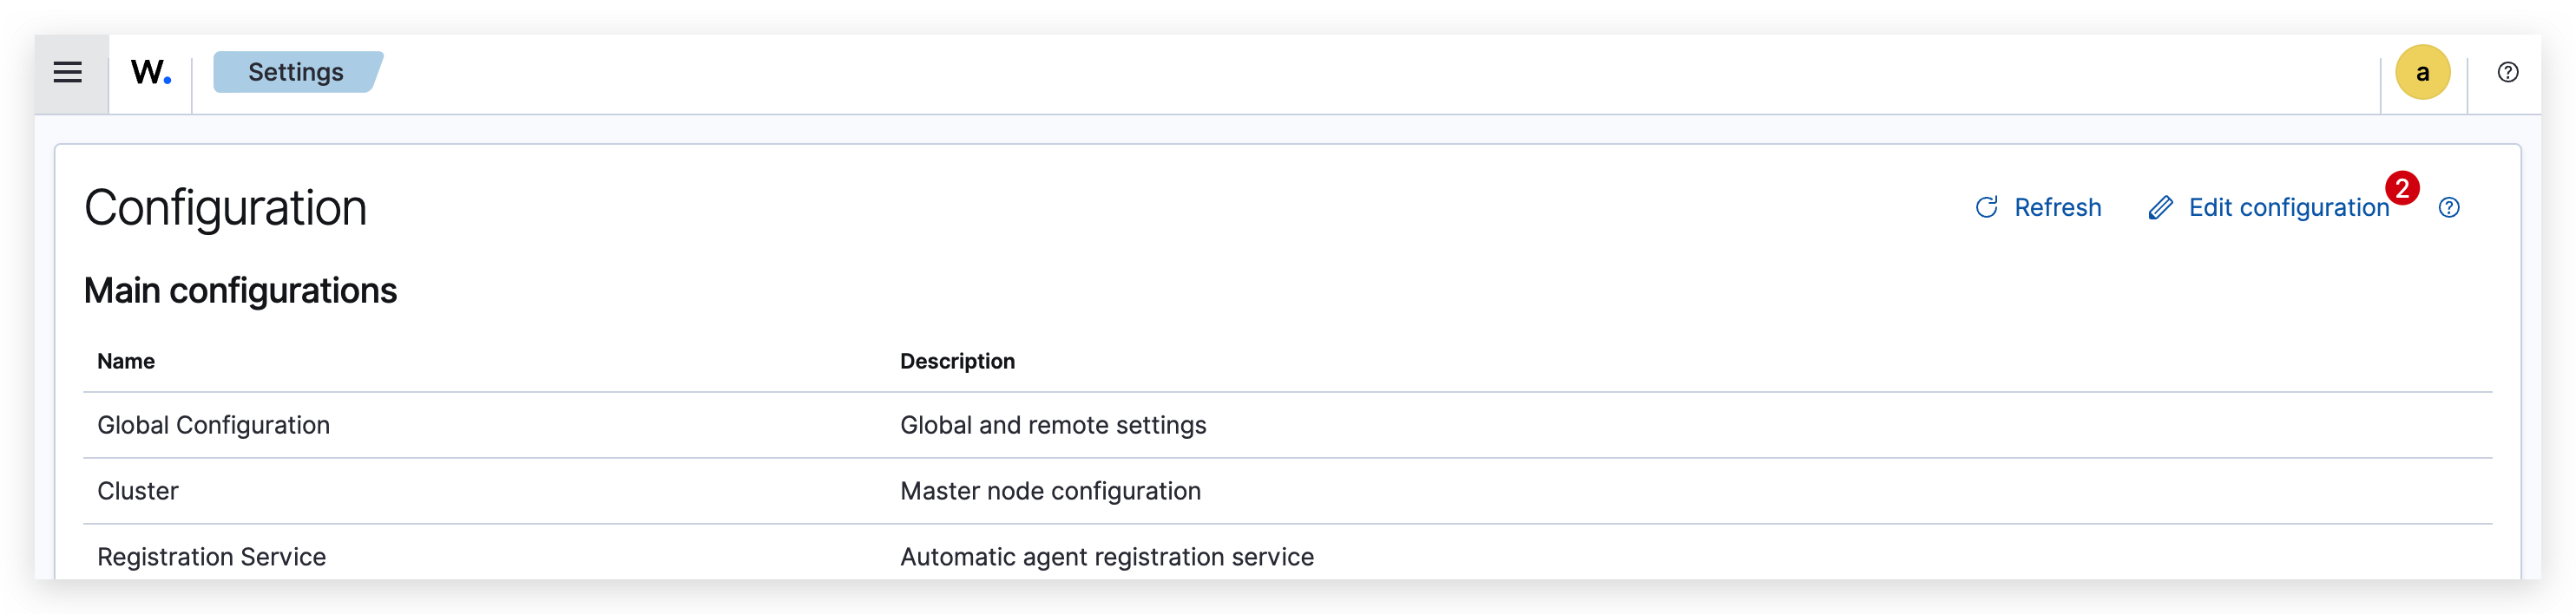 W. Settings a
Configuration Refresh Edit configuration 2
Main configurations
Name Description
Global Configuration Global and remote settings
Cluster Master node configuration
Registration Service Automatic agent registration service